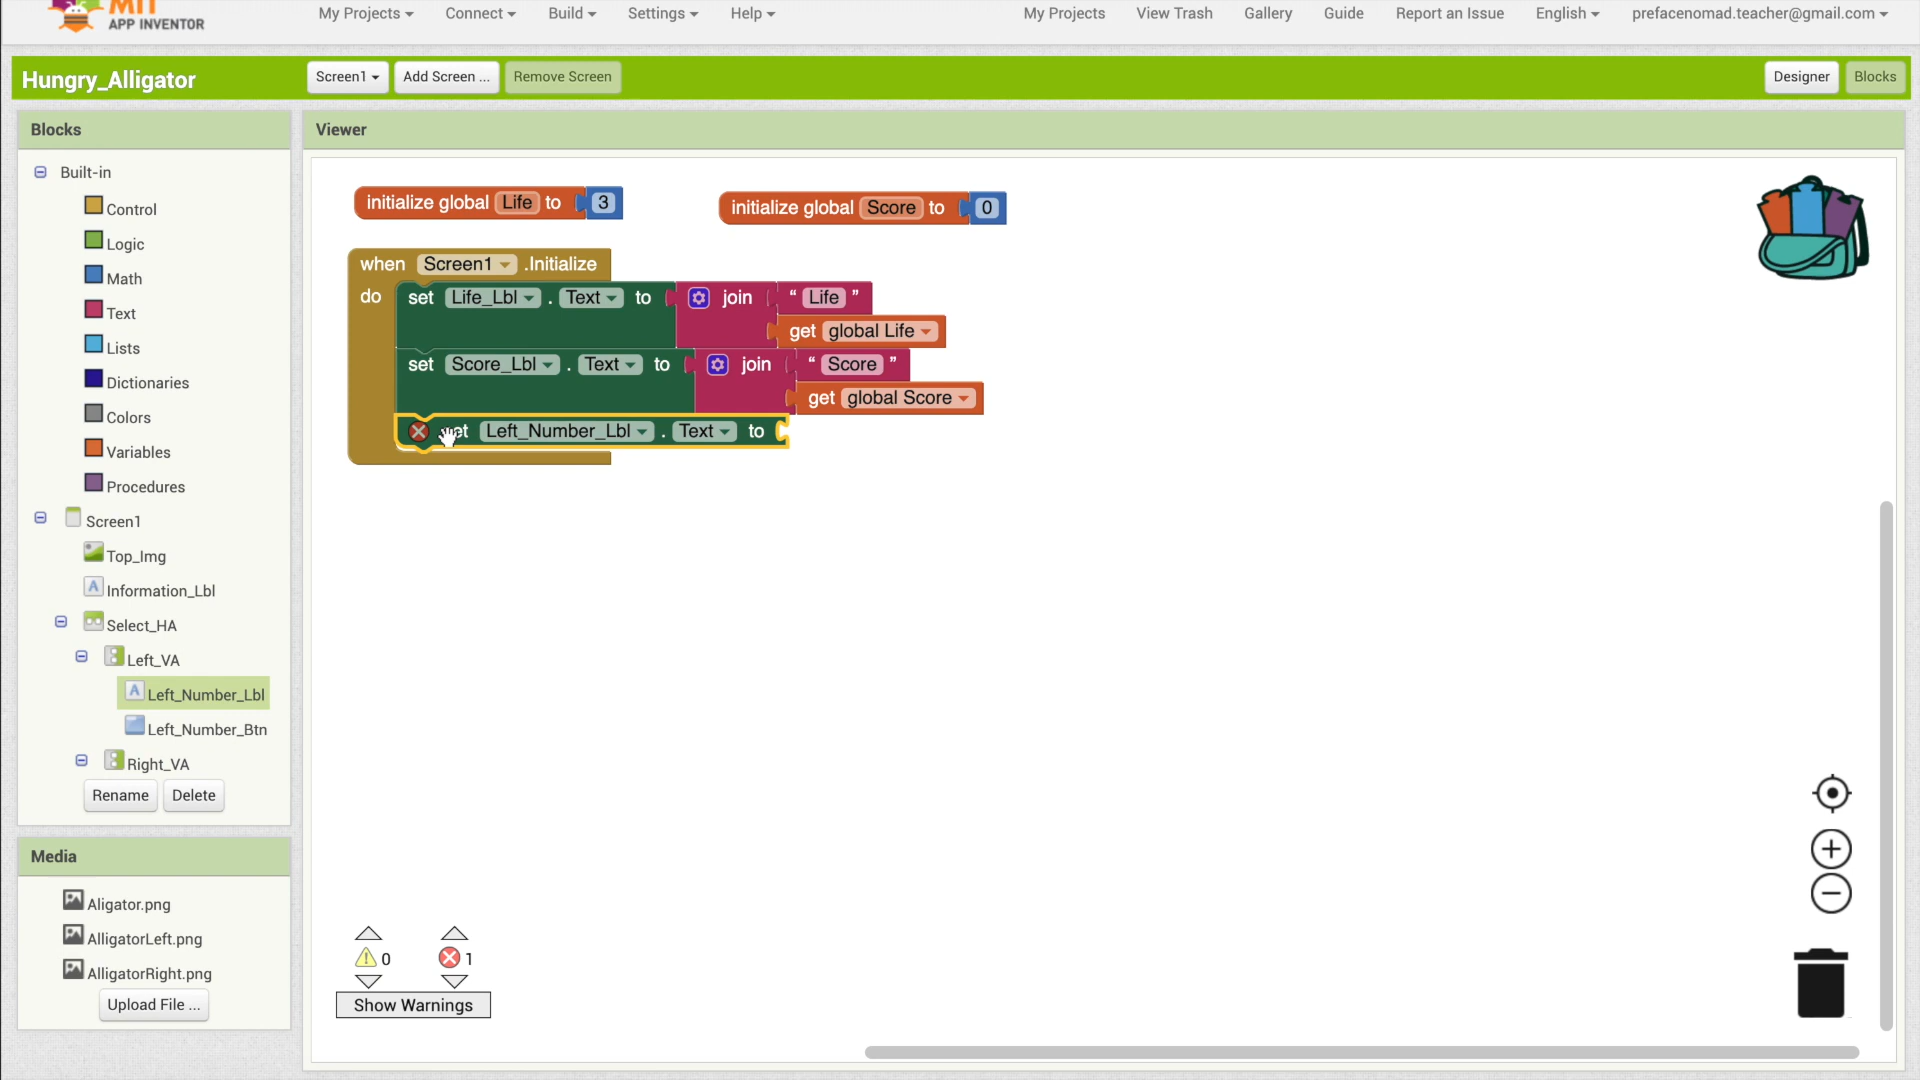 MIT
APP INVENTOR
My Projects
Connect
Build
Settings
Help
My Projects
View Trash
Gallery
Guide
Report an Issue
English
prefacenomad.teacher@gmail.com
Hungry_Alligator
Screen1
Add Screen ...
Remove Screen
Designer
Blocks
Blocks
Built-in
Control
Logic
Math
Text
Lists
Dictionaries
Colors
Variables
Procedures
Screen1
Top_Img
Information_Lbl
Select_HA
Left_VA
Left_Number_Lbl
Left_Number_Btn
Right_VA
Rename
Delete
Media
Aligator.png
AlligatorLeft.png
AlligatorRight.png
Upload File ...
Viewer
initialize global Life to 3
initialize global Score to 0
when Screen1 .Initialize
do set Life_Lbl . Text to join “ Life ”
get global Life
set Score_Lbl . Text to join “ Score ”
get global Score
set Left_Number_Lbl . Text to
0
1
Show Warnings